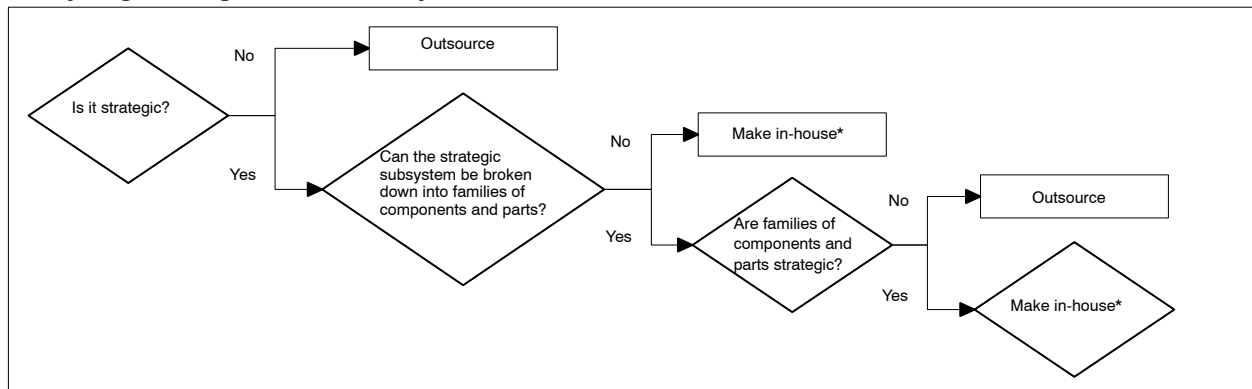 No
Outsource
Is it strategic?
Yes
Can the strategic
subsystem be broken
down into families of
components and parts?
No
Make in-house*
Yes
Are families of
components and
parts strategic?
No
Outsource
Yes
Make in-house*